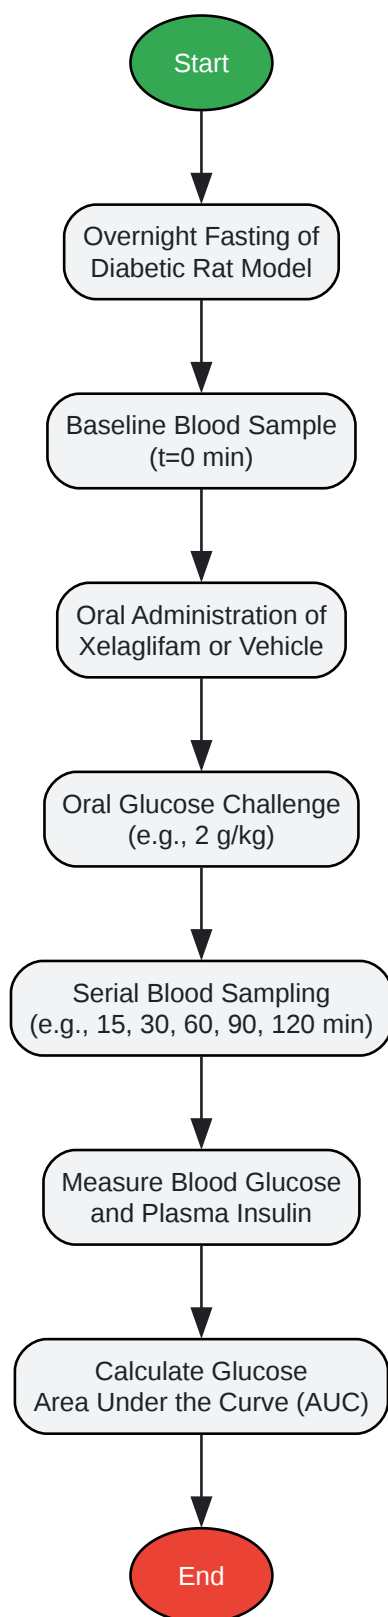 Start
Overnight Fasting of
Diabetic Rat Model
Baseline Blood Sample
(t=0 min)
Oral Administration of
Xelaglifam or Vehicle
Oral Glucose Challenge
(e.g., 2 g/kg)
Serial Blood Sampling
(e.g., 15, 30, 60, 90, 120 min)
Measure Blood Glucose
and Plasma Insulin
Calculate Glucose
Area Under the Curve (AUC)
End